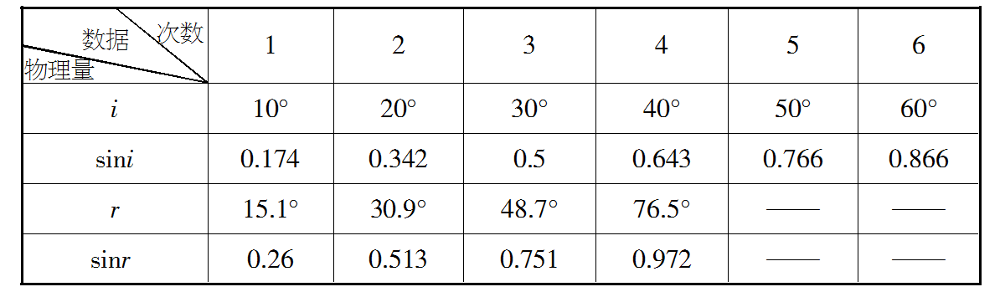 数据 次数 1 2 3 4 5 6
物理量
i 10° 20° 30° 40° 50° 60°
sini 0.174 0.342 0.5 0.643 0.766 0.866
r 15.1° 30.9° 48.7° 76.5° —— ——
sinr 0.26 0.513 0.751 0.972 —— ——